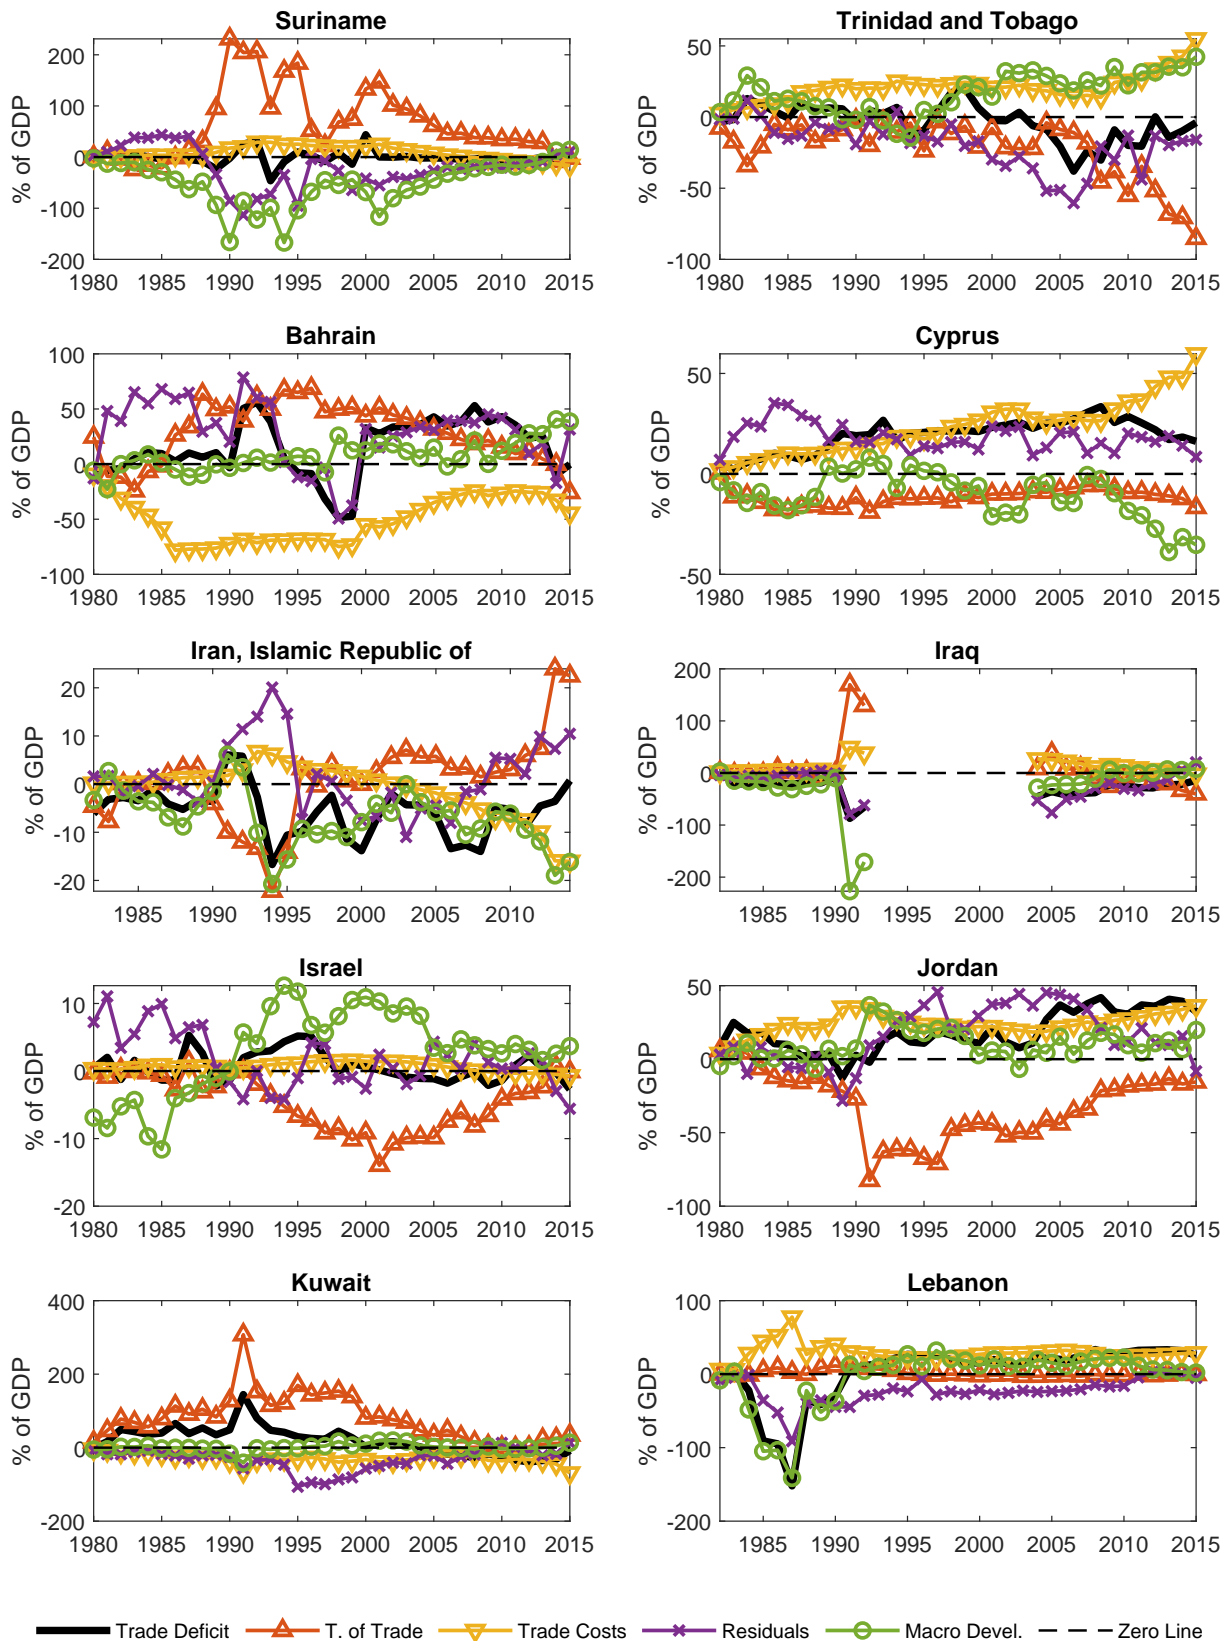 Suriname
Trinidad and Tobago
% of GDP
200
100
0
-100
-200
1980 1985 1990 1995 2000 2005 2010 2015
% of GDP
50
0
-50
-100
1980 1985 1990 1995 2000 2005 2010 2015
Bahrain
Cyprus
% of GDP
100
50
0
-50
-100
1980 1985 1990 1995 2000 2005 2010 2015
% of GDP
50
0
-50
1980 1985 1990 1995 2000 2005 2010 2015
Iran, Islamic Republic of
Iraq
% of GDP
20
10
0
-10
-20
1985 1990 1995 2000 2005 2010
% of GDP
200
100
0
-100
-200
1985 1990 1995 2000 2005 2010 2015
Israel
Jordan
% of GDP
10
0
-10
-20
1980 1985 1990 1995 2000 2005 2010 2015
% of GDP
50
0
-50
-100
1980 1985 1990 1995 2000 2005 2010 2015
Kuwait
Lebanon
% of GDP
400
200
0
-200
1980 1985 1990 1995 2000 2005 2010 2015
% of GDP
100
0
-100
-200
1985 1990 1995 2000 2005 2010 2015
Trade Deficit T. of Trade Trade Costs Residuals Macro Devel. Zero Line